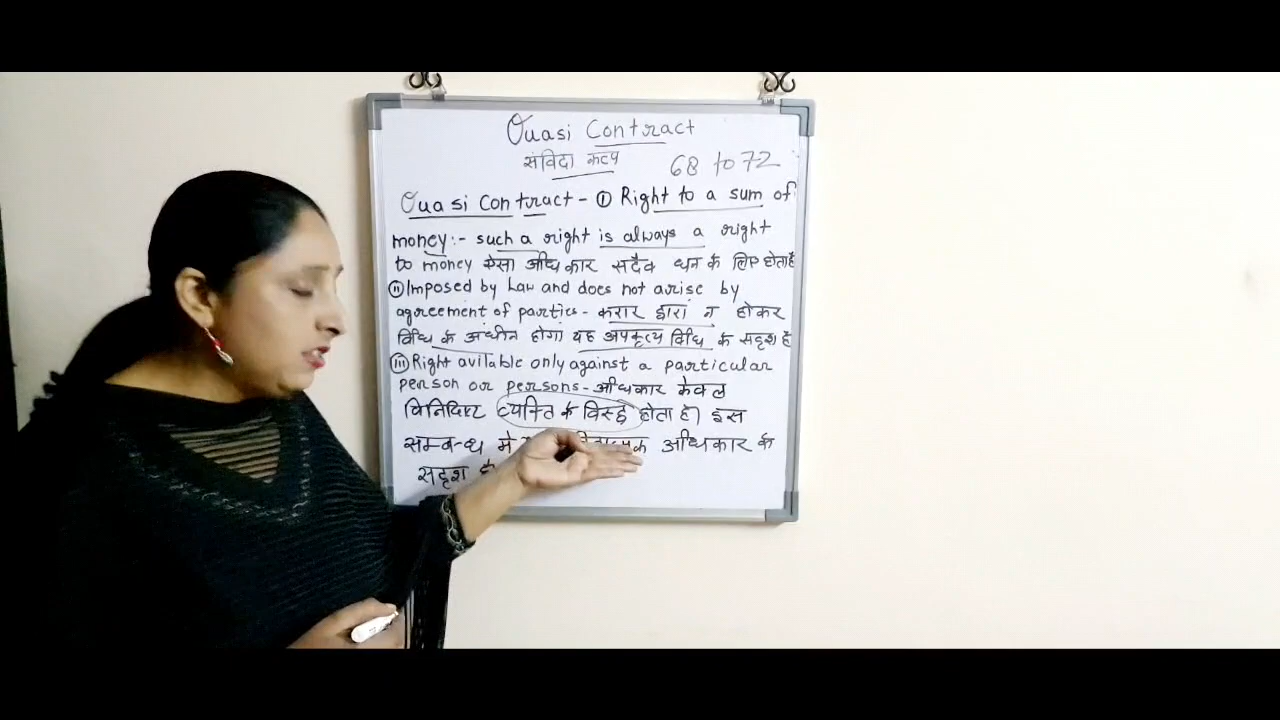 Quasi Contract
संविदा कल्प 68 to 72
Quasi Contract - ① Right to a sum of
money:- such a right is always a right
to money ऐसा अधिकार सदैव धन के लिए होता है
⑪ Imposed by Law and does not arise by
agreement of parties - करार द्वारा न होकर
विधि के अधीन होगा यह अपकृत्य विधि के सदृश है
⑪i Right avilable only against a particular
person or persons - अधिकार केवल
विनिदिष्ट व्यक्ति के विरूद्ध होता है। इस
सम्बन्ध मे अधिकार के
सदृश